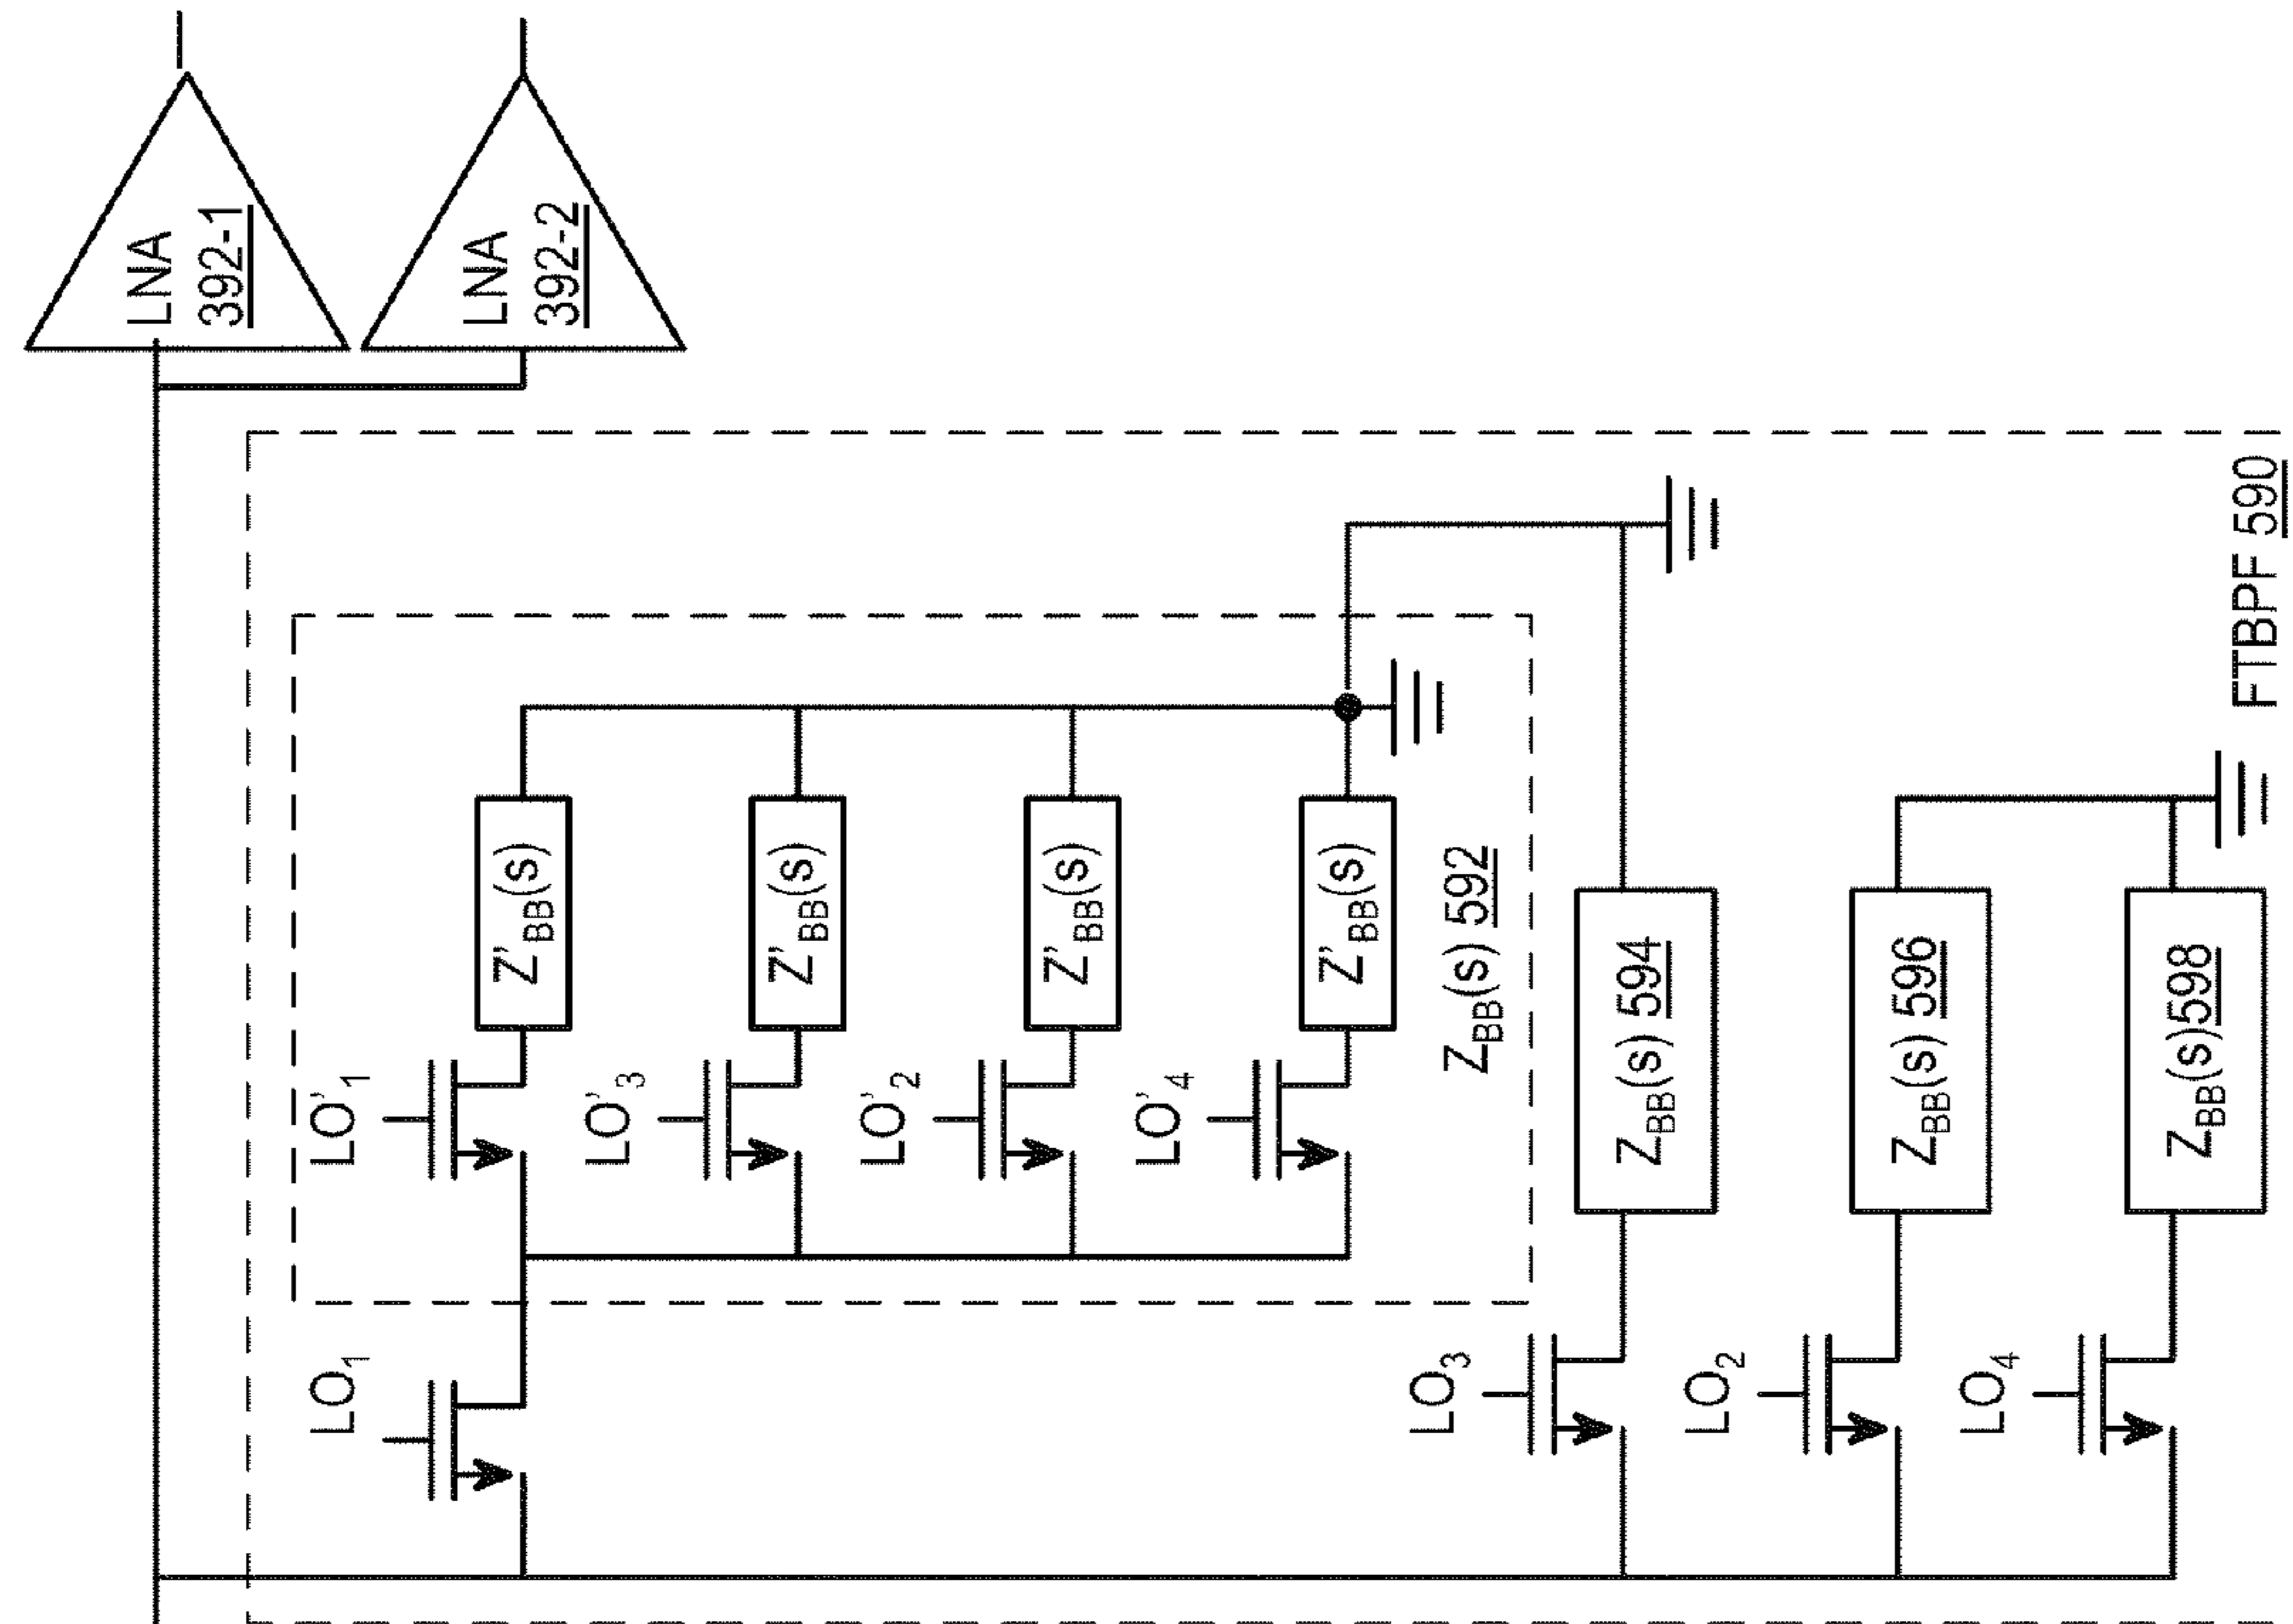 LNA
392-1
LNA
392-2
LO'₁
Z'BB(s)
LO'₃
Z'BB(s)
LO'₂
Z'BB(s)
LO'₄
Z'BB(s)
ZBB(s) 592
LO₁
LO₃
ZBB(s) 594
LO₂
ZBB(s) 596
LO₄
ZBB(s)598
FTBPF 590